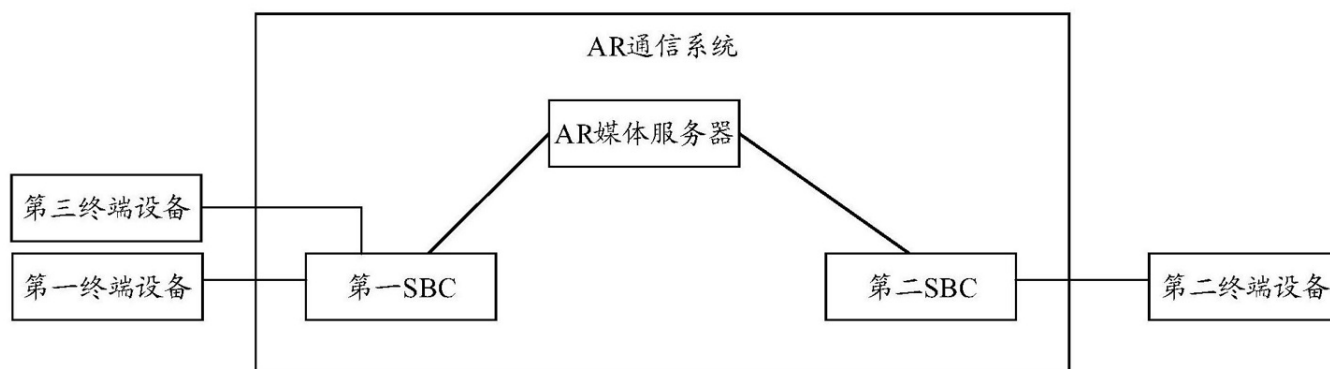 AR通信系统
AR媒体服务器
第三终端设备
第一终端设备
第一SBC
第二SBC
第二终端设备